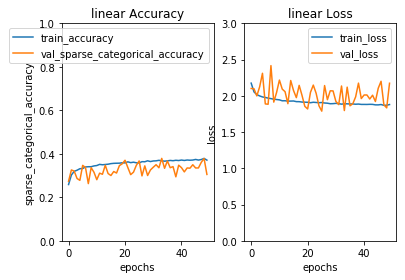 linear Accuracy
train_accuracy
val_sparse_categorical_accuracy
sparse_categorical_accuracy
1.0
0.8
0.6
0.4
0.2
0.0
0
20
40
epochs
linear Loss
train_loss
val_loss
loss
3.0
2.5
2.0
1.5
1.0
0.5
0.0
0
20
40
epochs